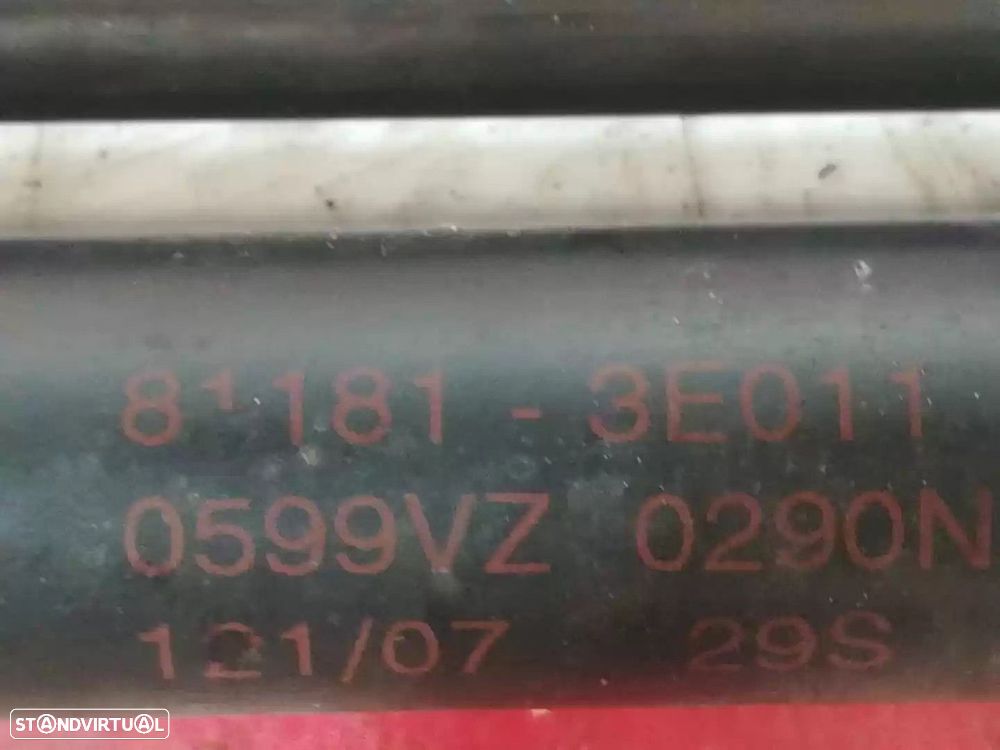 81181 - 3E011
0599VZ 0290N
121/07 29S
STANDVIRTUAL